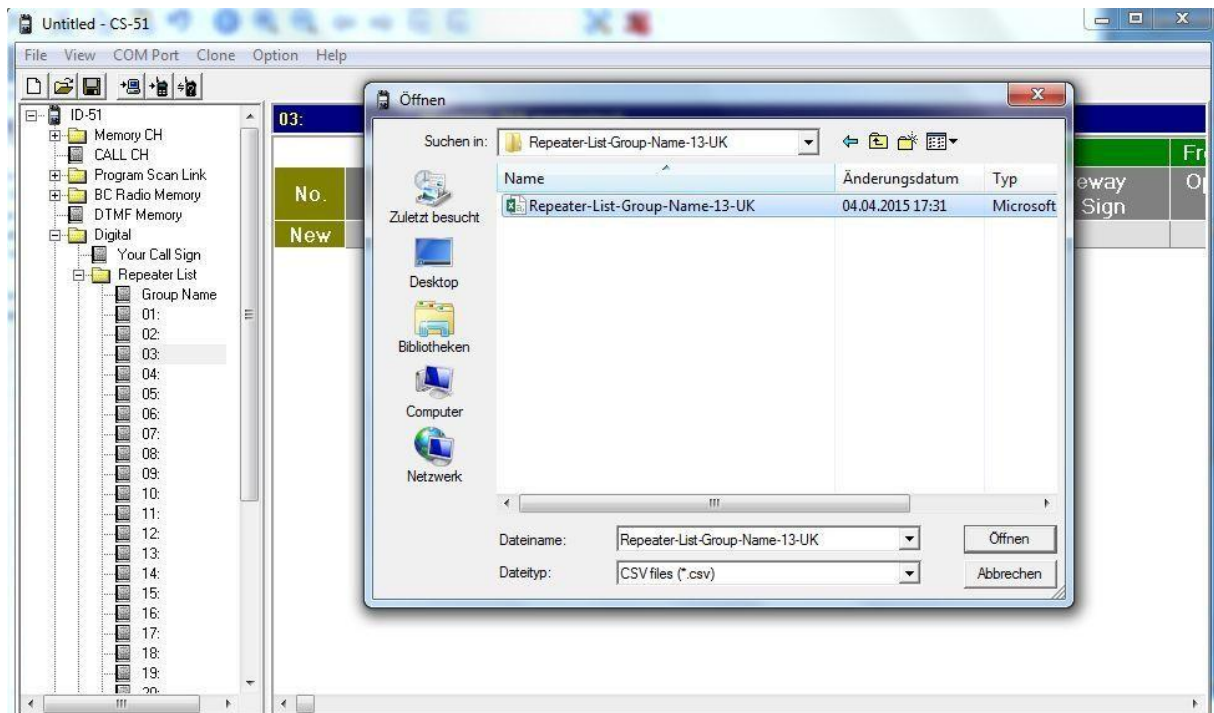 Untitled - CS-51
File View COM Port Clone Option Help
ID-51
Memory CH
CALL CH
Program Scan Link
BC Radio Memory
DTMF Memory
Digital
Your Call Sign
Repeater List
Group Name
01:
02:
03:
04:
05:
06:
07:
08:
09:
10:
11:
12:
13:
14:
15:
16:
17:
18:
19:
20:
03:
No.
New
eway
Sign
Fr
Öffnen
Suchen in: Repeater-List-Group-Name-13-UK
Zuletzt besucht
Desktop
Bibliotheken
Computer
Netzwerk
Name Änderungsdatum Typ
Repeater-List-Group-Name-13-UK 04.04.2015 17:31 Microsoft
Dateiname: Repeater-List-Group-Name-13-UK Öffnen
Dateityp: CSV files (*.csv) Abbrechen